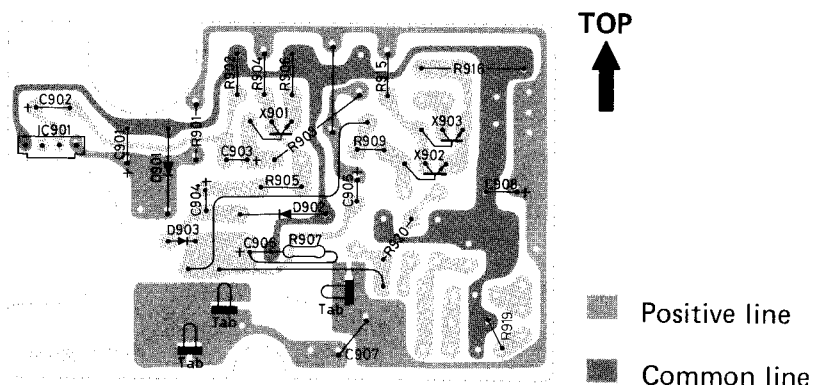 TOP
R903
R904
R906
R915
R916
C902
IC901
C901
D901
R901
X901
R908
X903
C903
R909
X902
R905
C904
C905
C908
D902
D903
R920
C906
R907
Tab
Tab
Tab
C907
R919
Positive line
Common line